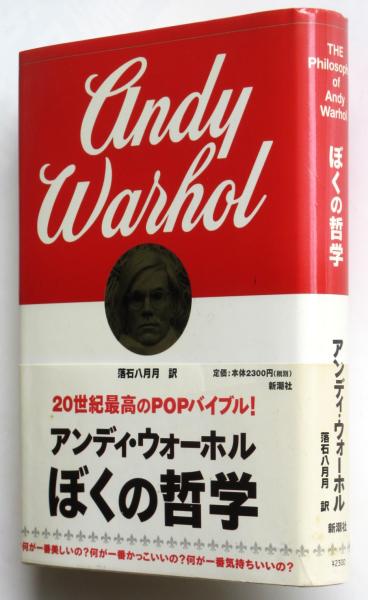 Andy
Warhol
落石八月月 訳
定価:本体2300円(税別)
新潮社
20世紀最高のPOPバイブル!
アンディ・ウォーホル
ぼくの哲学
何が一番美しいの?何が一番かっこいいの?何が一番気持ちいいの?
THE
Philosophy
of
Andy
Warhol
ぼくの哲学
アンディ・ウォーホル
落石八月月 訳
新潮社
¥2300